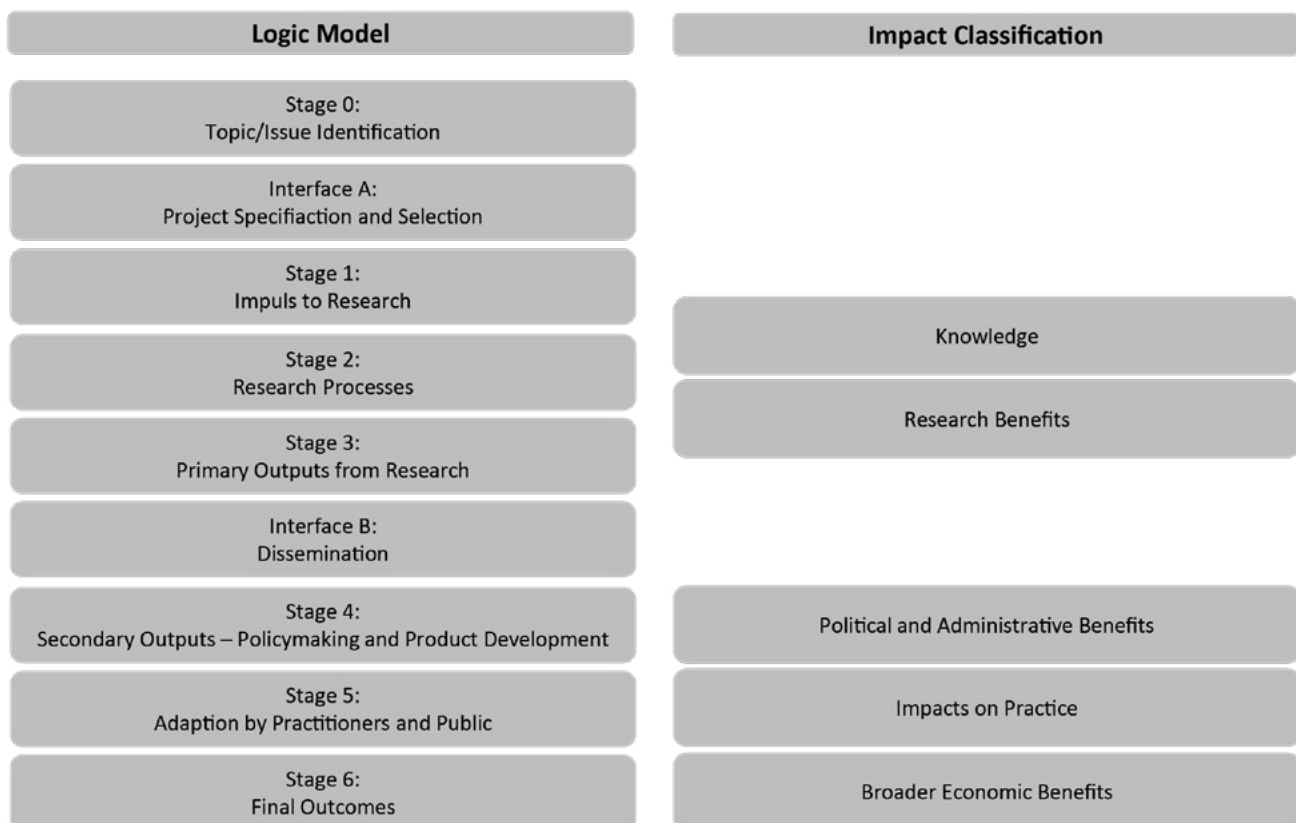 Logic Model
Stage 0:
Topic/Issue Identification
Interface A:
Project Specifiaction and Selection
Stage 1:
Impuls to Research
Stage 2:
Research Processes
Stage 3:
Primary Outputs from Research
Interface B:
Dissemination
Stage 4:
Secondary Outputs – Policymaking and Product Development
Stage 5:
Adaption by Practitioners and Public
Stage 6:
Final Outcomes
Impact Classification
Knowledge
Research Benefits
Political and Administrative Benefits
Impacts on Practice
Broader Economic Benefits